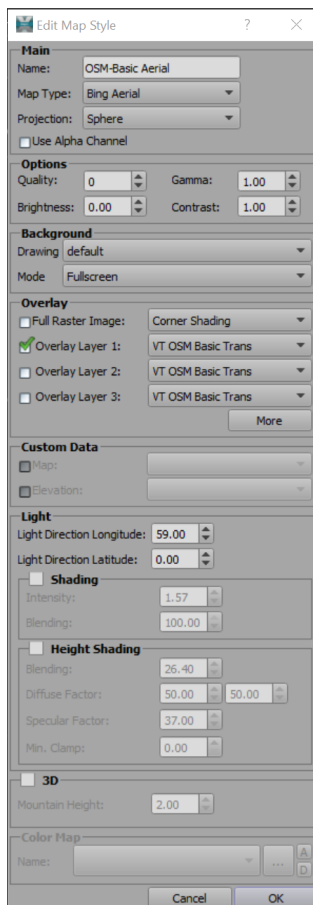 Edit Map Style ?
Main
Name: OSM-Basic Aerial
Map Type: Bing Aerial
Projection: Sphere
Use Alpha Channel
Options
Quality: 0 Gamma: 1.00
Brightness: 0.00 Contrast: 1.00
Background
Drawing default
Mode Fullscreen
Overlay
Full Raster Image: Corner Shading
Overlay Layer 1: VT OSM Basic Trans
Overlay Layer 2: VT OSM Basic Trans
Overlay Layer 3: VT OSM Basic Trans
More
Custom Data
Map:
Elevation:
Light
Light Direction Longitude: 59.00
Light Direction Latitude: 0.00
Shading
Intensity: 1.57
Blending: 100.00
Height Shading
Blending: 26.40
Diffuse Factor: 50.00 50.00
Specular Factor: 37.00
Min. Clamp: 0.00
3D
Mountain Height: 2.00
Color Map
Name: ... A
D
Cancel OK